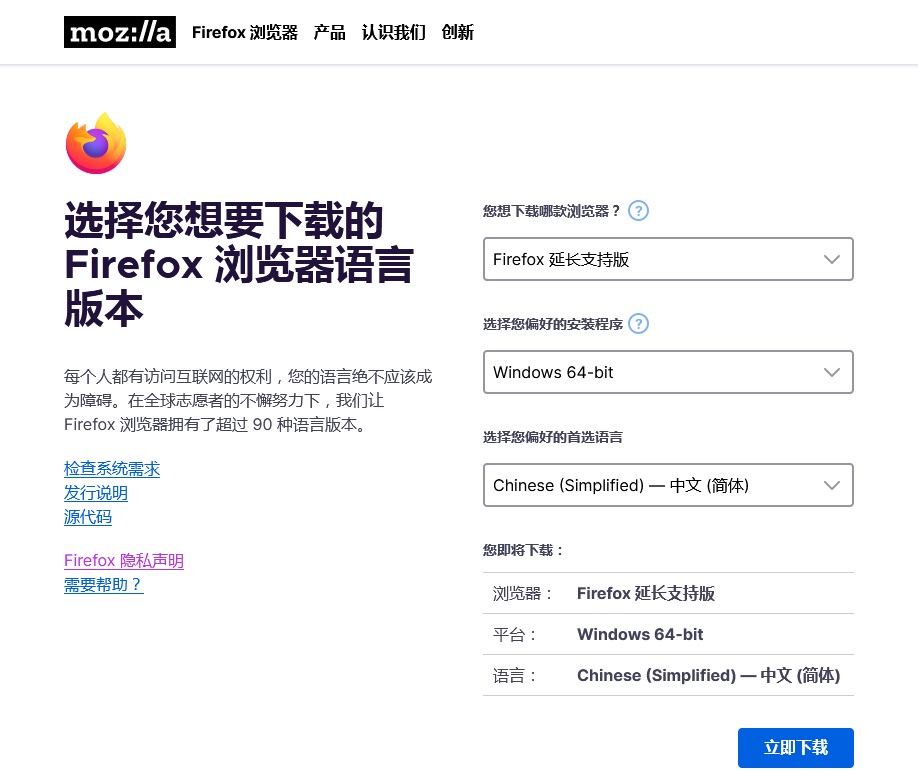 moz://a Firefox 浏览器 产品 认识我们 创新
选择您想要下载的
Firefox 浏览器语言
版本
每个人都有访问互联网的权利，您的语言绝不应该成
为障碍。在全球志愿者的不懈努力下，我们让
Firefox 浏览器拥有了超过 90 种语言版本。
检查系统需求
发行说明
源代码
Firefox 隐私声明
需要帮助？
您想下载哪款浏览器？ ?
Firefox 延长支持版
选择您偏好的安装程序 ?
Windows 64-bit
选择您偏好的首选语言
Chinese (Simplified) — 中文 (简体)
您即将下载：
浏览器： Firefox 延长支持版
平台： Windows 64-bit
语言： Chinese (Simplified) — 中文 (简体)
立即下载